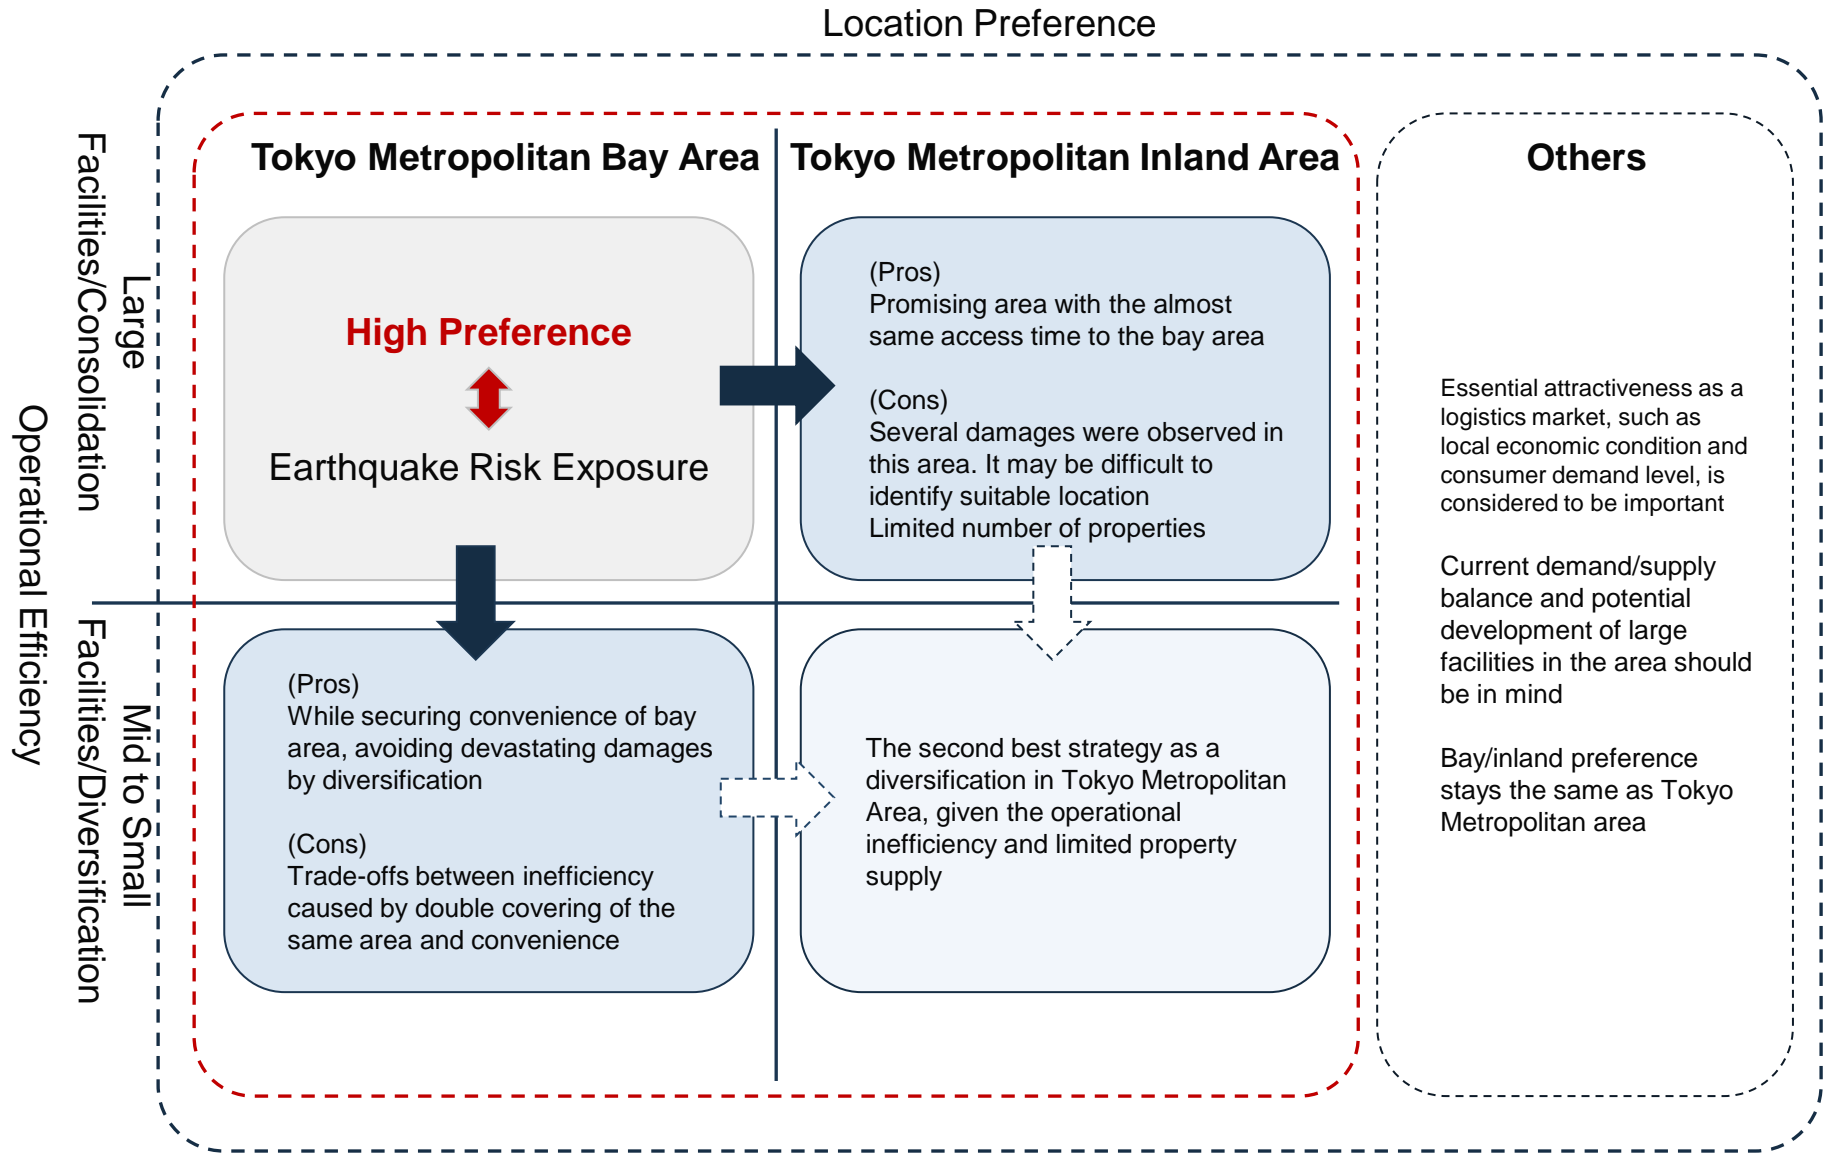 Location Preference
Operational Efficiency
Large
Facilities/Consolidation
Mid to Small
Facilities/Diversification
Tokyo Metropolitan Bay Area
High Preference
Earthquake Risk Exposure
Tokyo Metropolitan Inland Area
(Pros)
Promising area with the almost
same access time to the bay area
(Cons)
Several damages were observed in
this area. It may be difficult to
identify suitable location
Limited number of properties
(Pros)
While securing convenience of bay
area, avoiding devastating damages
by diversification
(Cons)
Trade-offs between inefficiency
caused by double covering of the
same area and convenience
The second best strategy as a
diversification in Tokyo Metropolitan
Area, given the operational
inefficiency and limited property
supply
Others
Essential attractiveness as a
logistics market, such as
local economic condition and
consumer demand level, is
considered to be important
Current demand/supply
balance and potential
development of large
facilities in the area should
be in mind
Bay/inland preference
stays the same as Tokyo
Metropolitan area